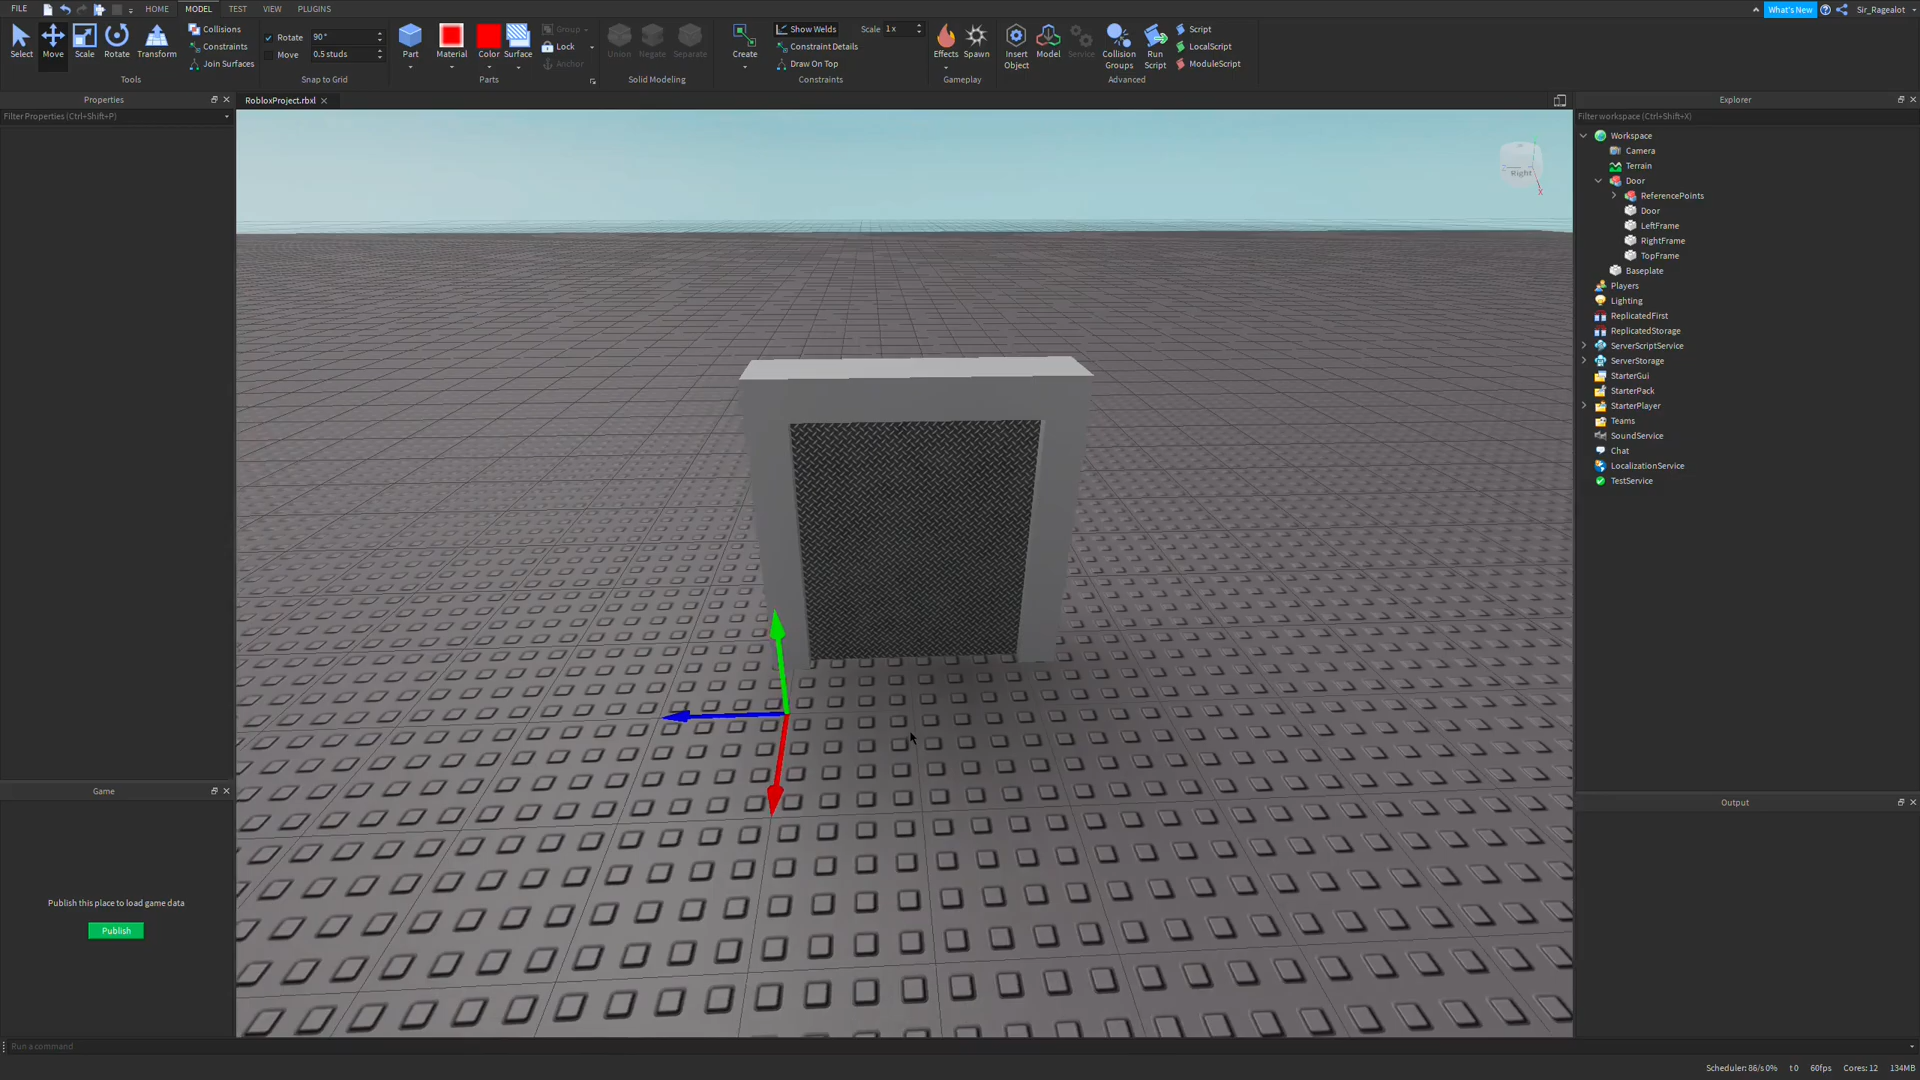 FILE HOME MODEL TEST VIEW PLUGINS What's New Sir_Ragealot
Select Move Scale Rotate Transform
Collisions
Constraints
Join Surfaces
Tools
Rotate 90°
Move 0.5 studs
Snap to Grid
Part Material Color Surface
Group
Lock
Anchor
Parts
Union Negate Separate
Solid Modeling
Create
Show Welds Scale 1 x
Constraint Details
Draw On Top
Constraints
Effects Spawn
Gameplay
Insert Object Model Service Collision Groups Run Script
Script
LocalScript
ModuleScript
Advanced
Properties
Filter Properties (Ctrl+Shift+P)
RobloxProject.rbxl
Right
X
Explorer
Filter workspace (Ctrl+Shift+X)
Workspace
Camera
Terrain
Door
ReferencePoints
Door
LeftFrame
RightFrame
TopFrame
Baseplate
Players
Lighting
ReplicatedFirst
ReplicatedStorage
ServerScriptService
ServerStorage
StarterGui
StarterPack
StarterPlayer
Teams
SoundService
Chat
LocalizationService
TestService
Game
Publish this place to load game data
Publish
Output
Run a command
Scheduler: 86/s 0% t 0 60fps Cores: 12 134MB